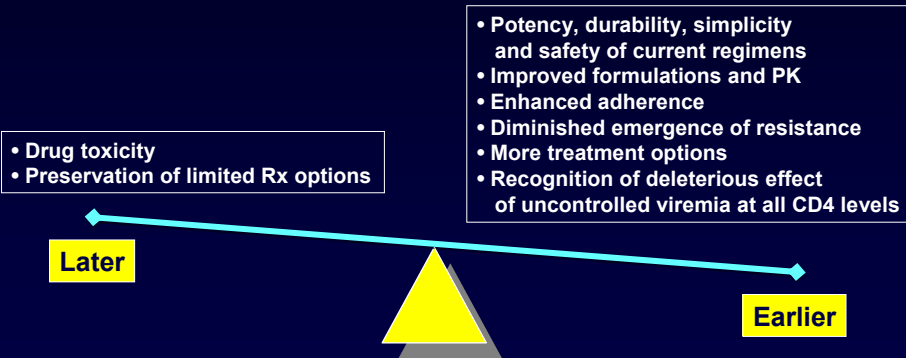 • Drug toxicity
• Preservation of limited Rx options
Later
• Potency, durability, simplicity
and safety of current regimens
• Improved formulations and PK
• Enhanced adherence
• Diminished emergence of resistance
• More treatment options
• Recognition of deleterious effect
of uncontrolled viremia at all CD4 levels
Earlier